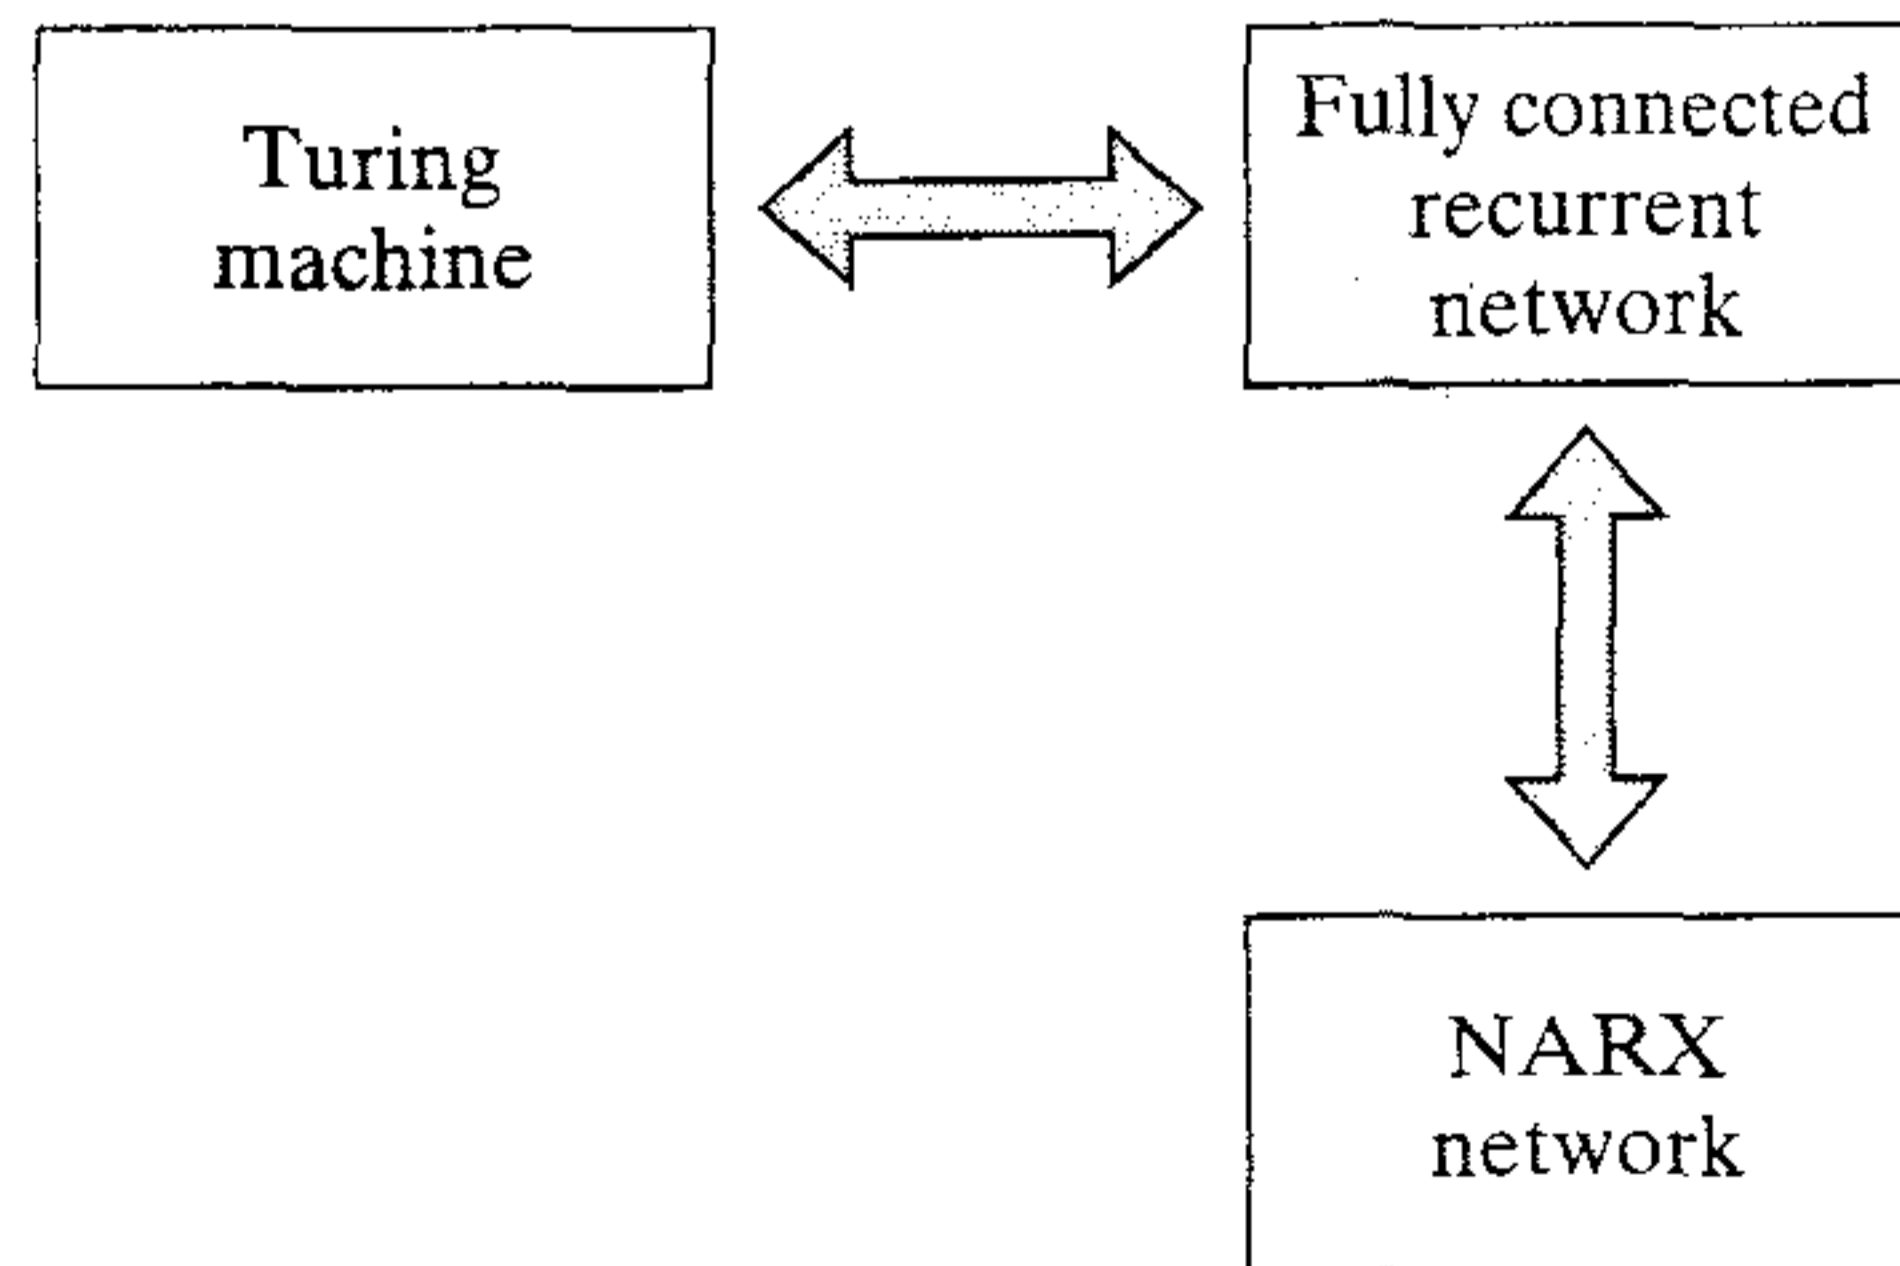 Turing
machine
Fully connected
recurrent
network
NARX
network